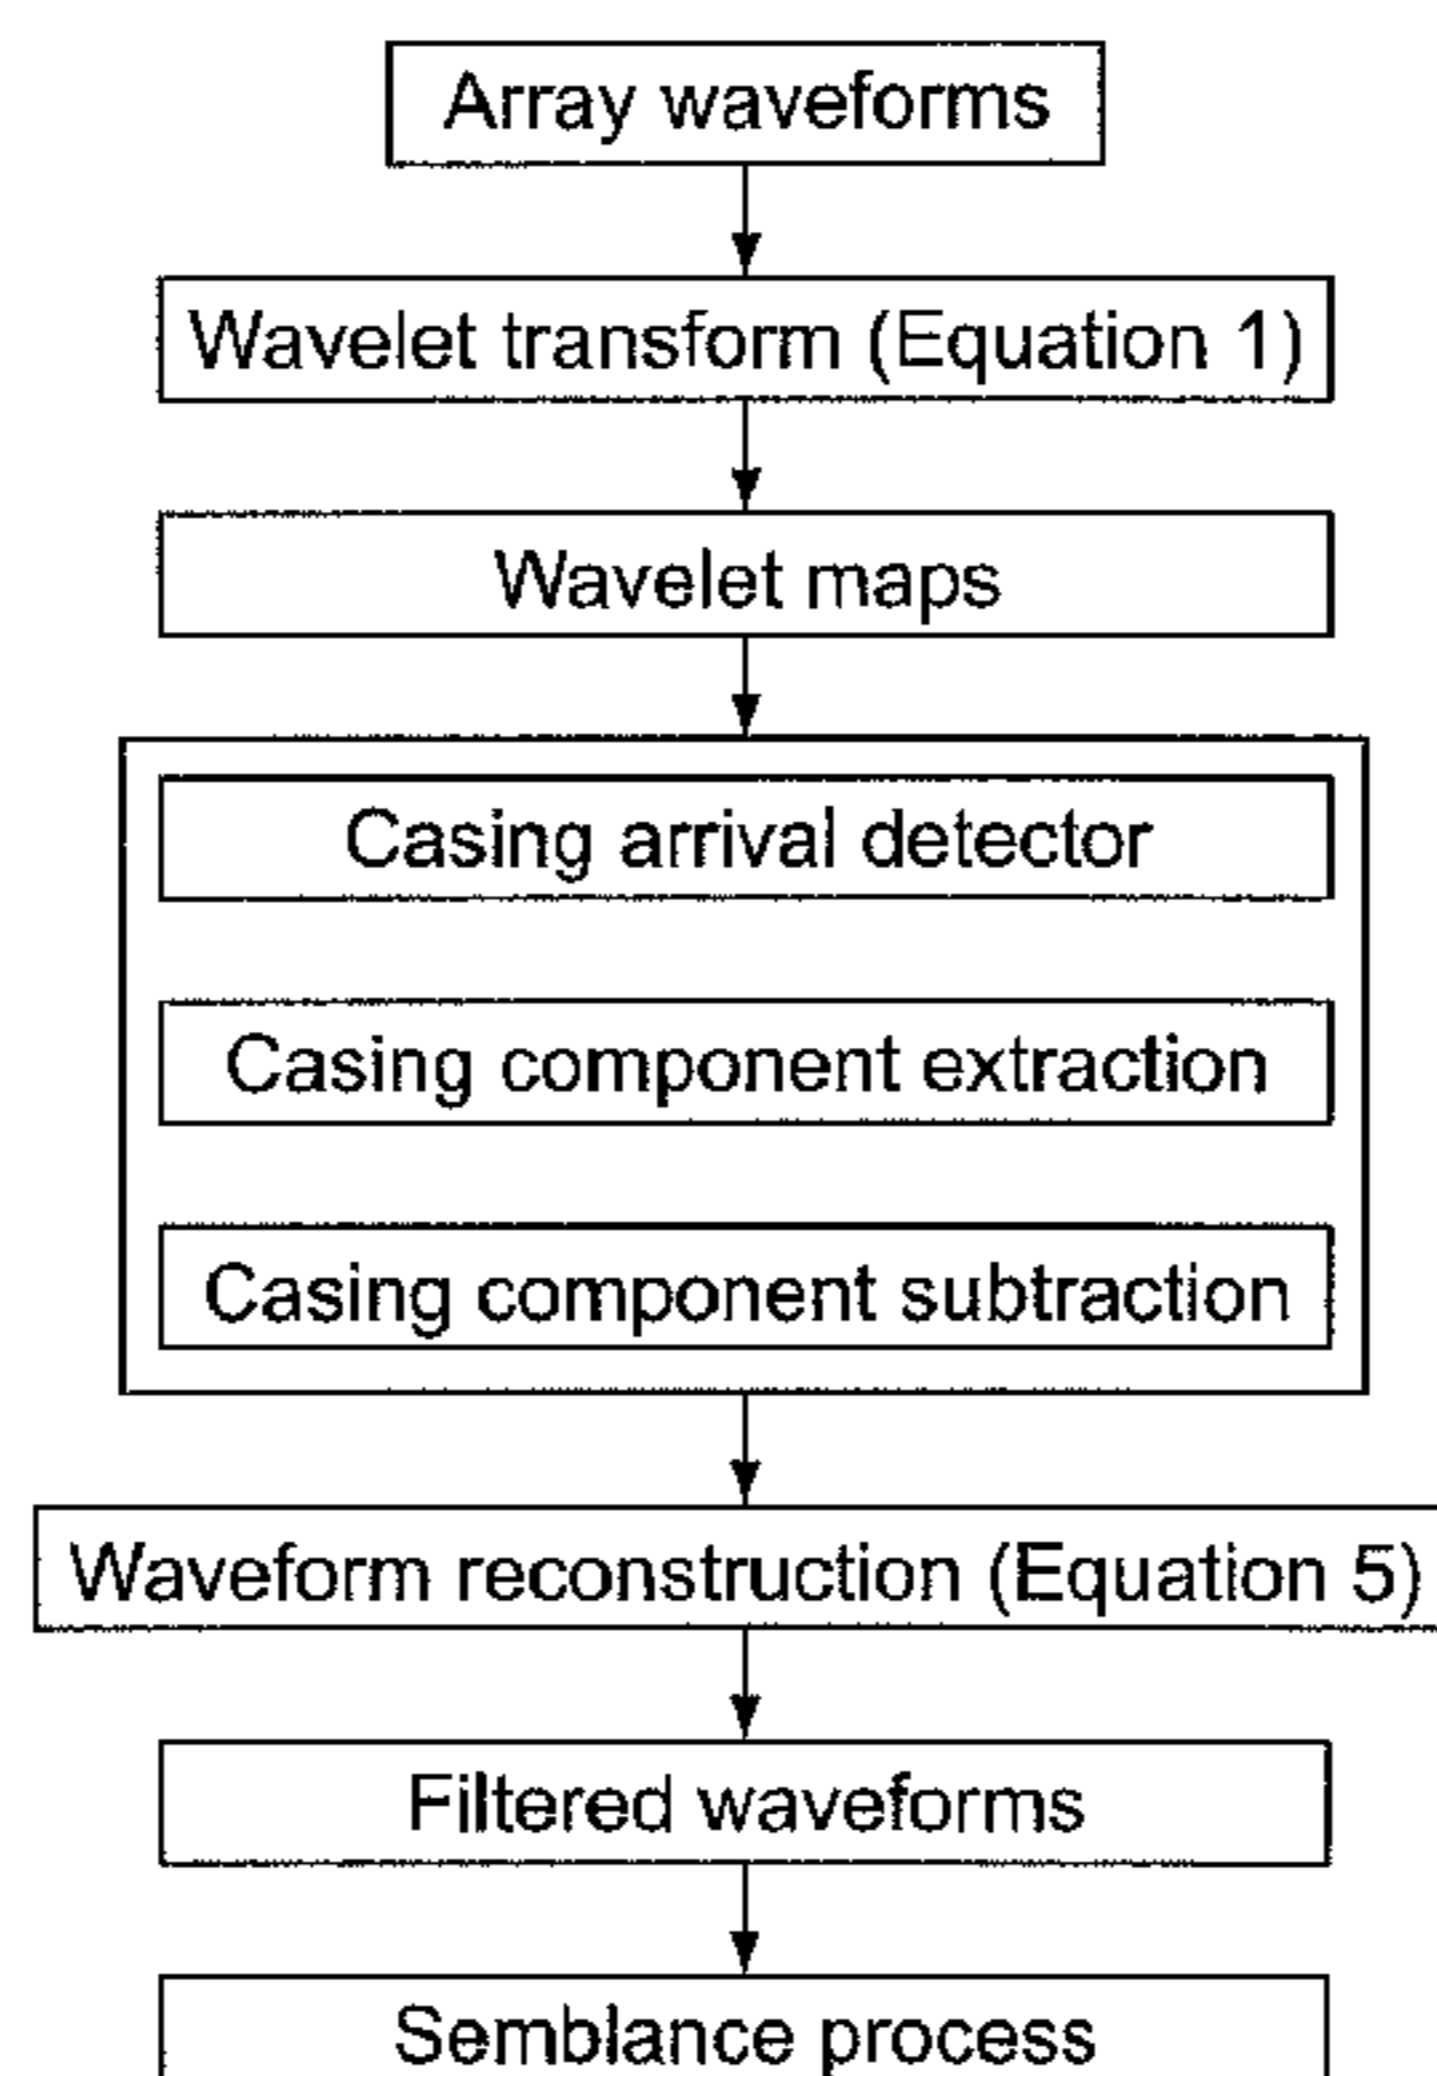 Array waveforms
Wavelet transform (Equation 1)
Wavelet maps
Casing arrival detector
Casing component extraction
Casing component subtraction
Waveform reconstruction (Equation 5)
Filtered waveforms
Semblance process